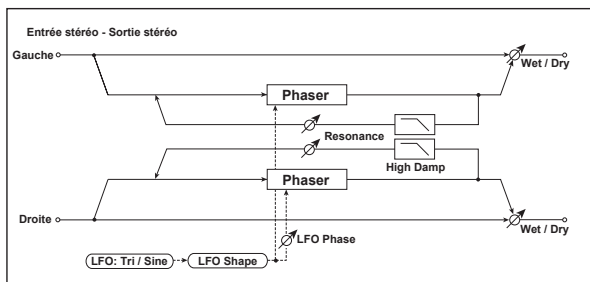 Entrée stéréo - Sortie stéréo
Gauche
Wet / Dry
Phaser
Resonance
High Damp
Phaser
Droite
Wet / Dry
LFO Phase
LFO: Tri / Sine
LFO Shape